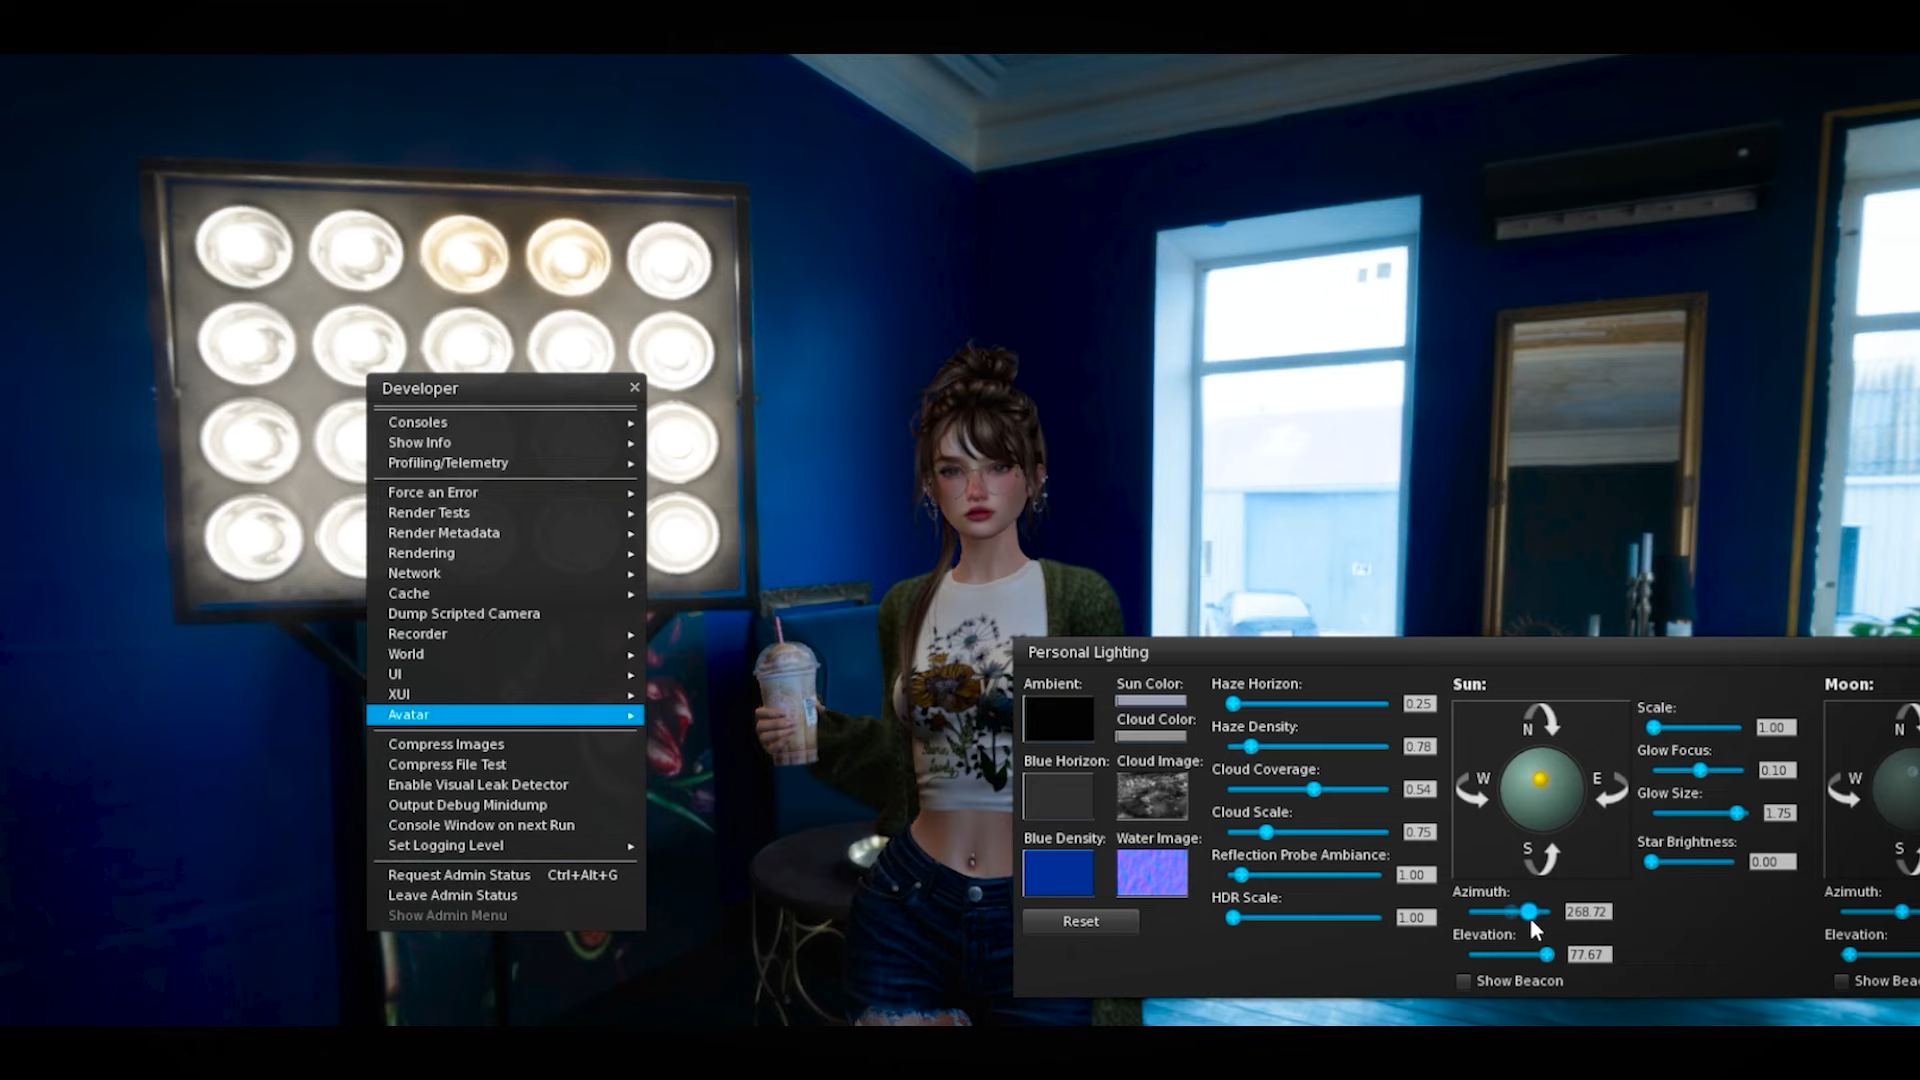 Developer
Consoles
Show Info
Profiling/Telemetry
Force an Error
Render Tests
Render Metadata
Rendering
Network
Cache
Dump Scripted Camera
Recorder
World
UI
XUI
Avatar
Compress Images
Compress File Test
Enable Visual Leak Detector
Output Debug Minidump
Console Window on next Run
Set Logging Level
Request Admin Status Ctrl+Alt+G
Leave Admin Status
Show Admin Menu
Personal Lighting
Ambient:
Blue Horizon:
Blue Density:
Reset
Sun Color:
Cloud Color:
Cloud Image:
Water Image:
Haze Horizon:
0.25
Haze Density:
0.78
Cloud Coverage:
0.54
Cloud Scale:
0.75
Reflection Probe Ambiance:
1.00
HDR Scale:
1.00
Sun:
N
W E
S
Azimuth:
268.72
Elevation:
77.67
Show Beacon
Scale:
1.00
Glow Focus:
0.10
Glow Size:
1.75
Star Brightness:
0.00
Moon:
N
W
S
Azimuth:
Elevation:
Show Bea